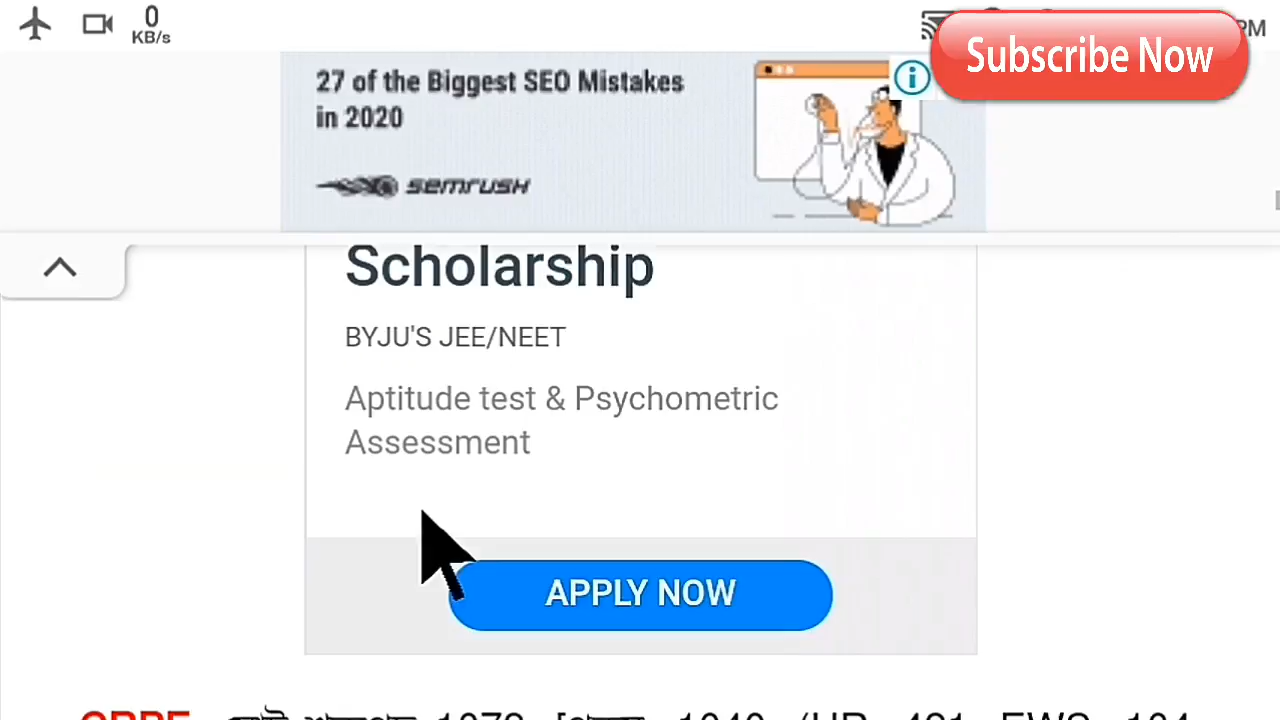 0
KB/s
PM
Subscribe Now
27 of the Biggest SEO Mistakes
in 2020
semrush
Scholarship
BYJU'S JEE/NEET
Aptitude test & Psychometric
Assessment
APPLY NOW